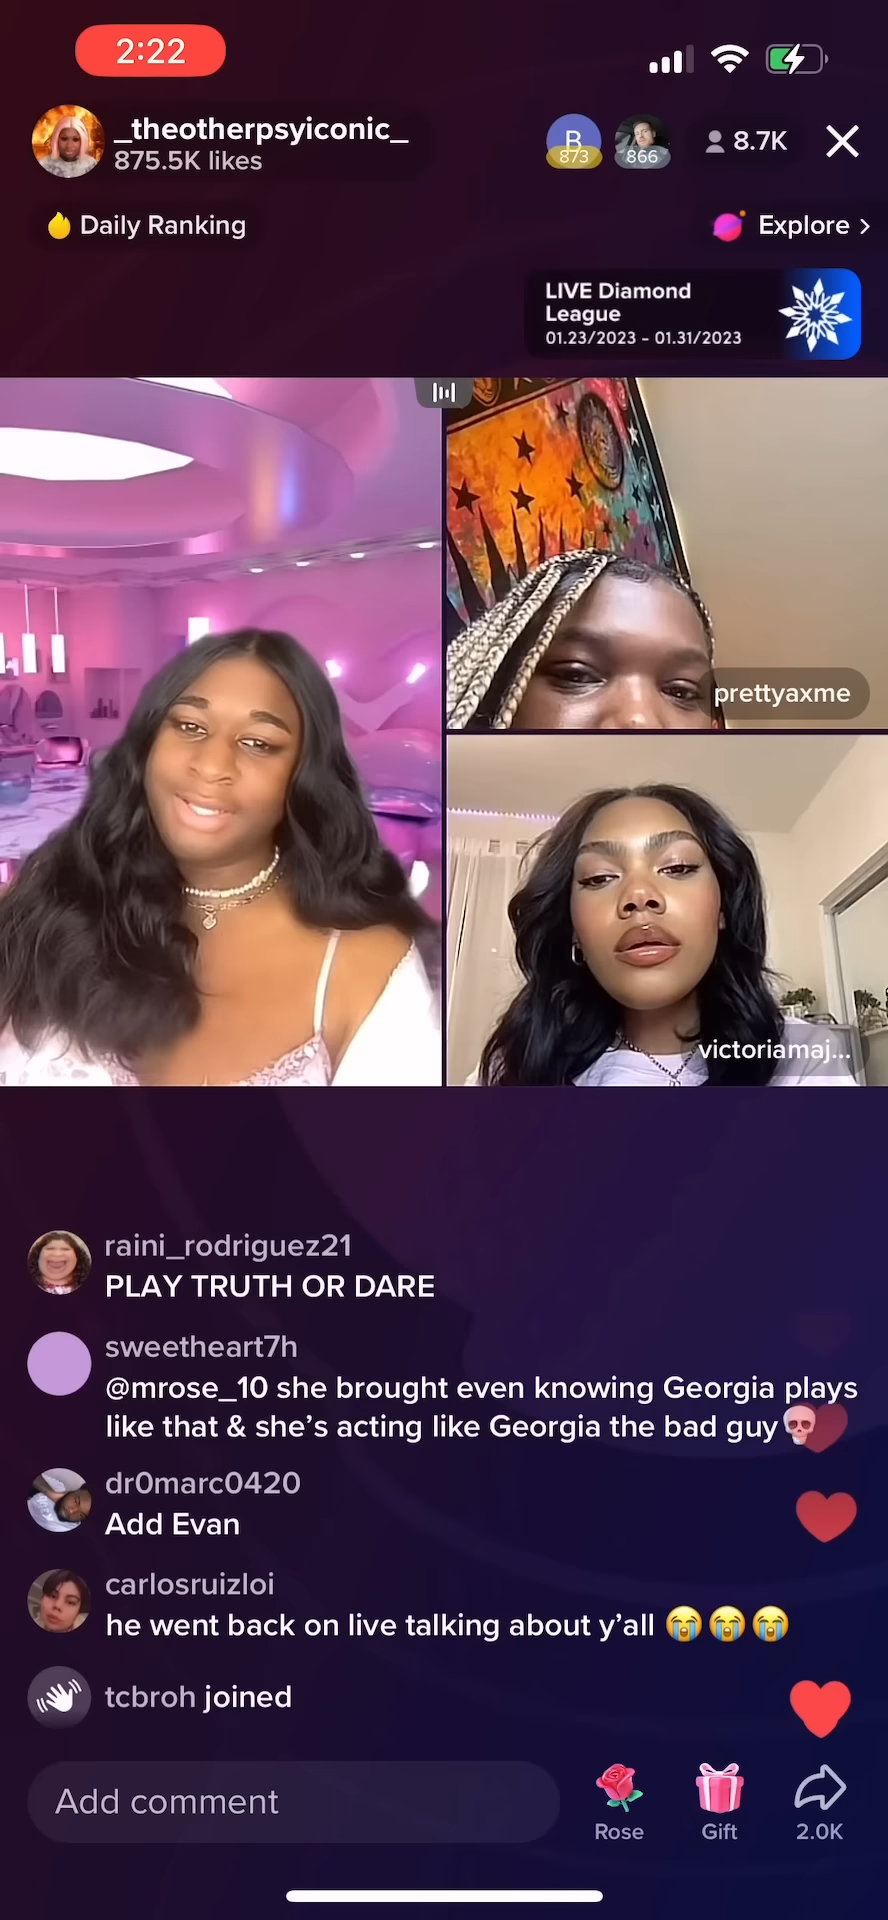 2:22
_theotherpsyiconic_
875.5K likes
B
873
866
8.7K
Daily Ranking
Explore >
LIVE Diamond
League
01.23/2023 - 01.31/2023
prettyaxme
victoriamaj...
raini_rodriguez21
PLAY TRUTH OR DARE
sweetheart7h
@mrose_10 she brought even knowing Georgia plays
like that & she’s acting like Georgia the bad guy💀
dr0marc0420
Add Evan
carlosruizloi
he went back on live talking about y’all 😭😭😭
tcbroh joined
Add comment
Rose
Gift
2.0K